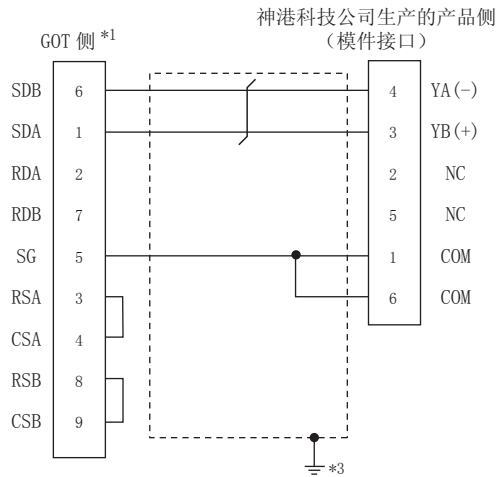 神港科技公司生产的产品侧
GOT 侧 *1 （模件接口）
SDB 6 4 YA(-)
SDA 1 3 YB(+)
RDA 2 2 NC
RDB 7 5 NC
SG 5 1 COM
RSA 3 6 COM
CSA 4
RSB 8
CSB 9
*3